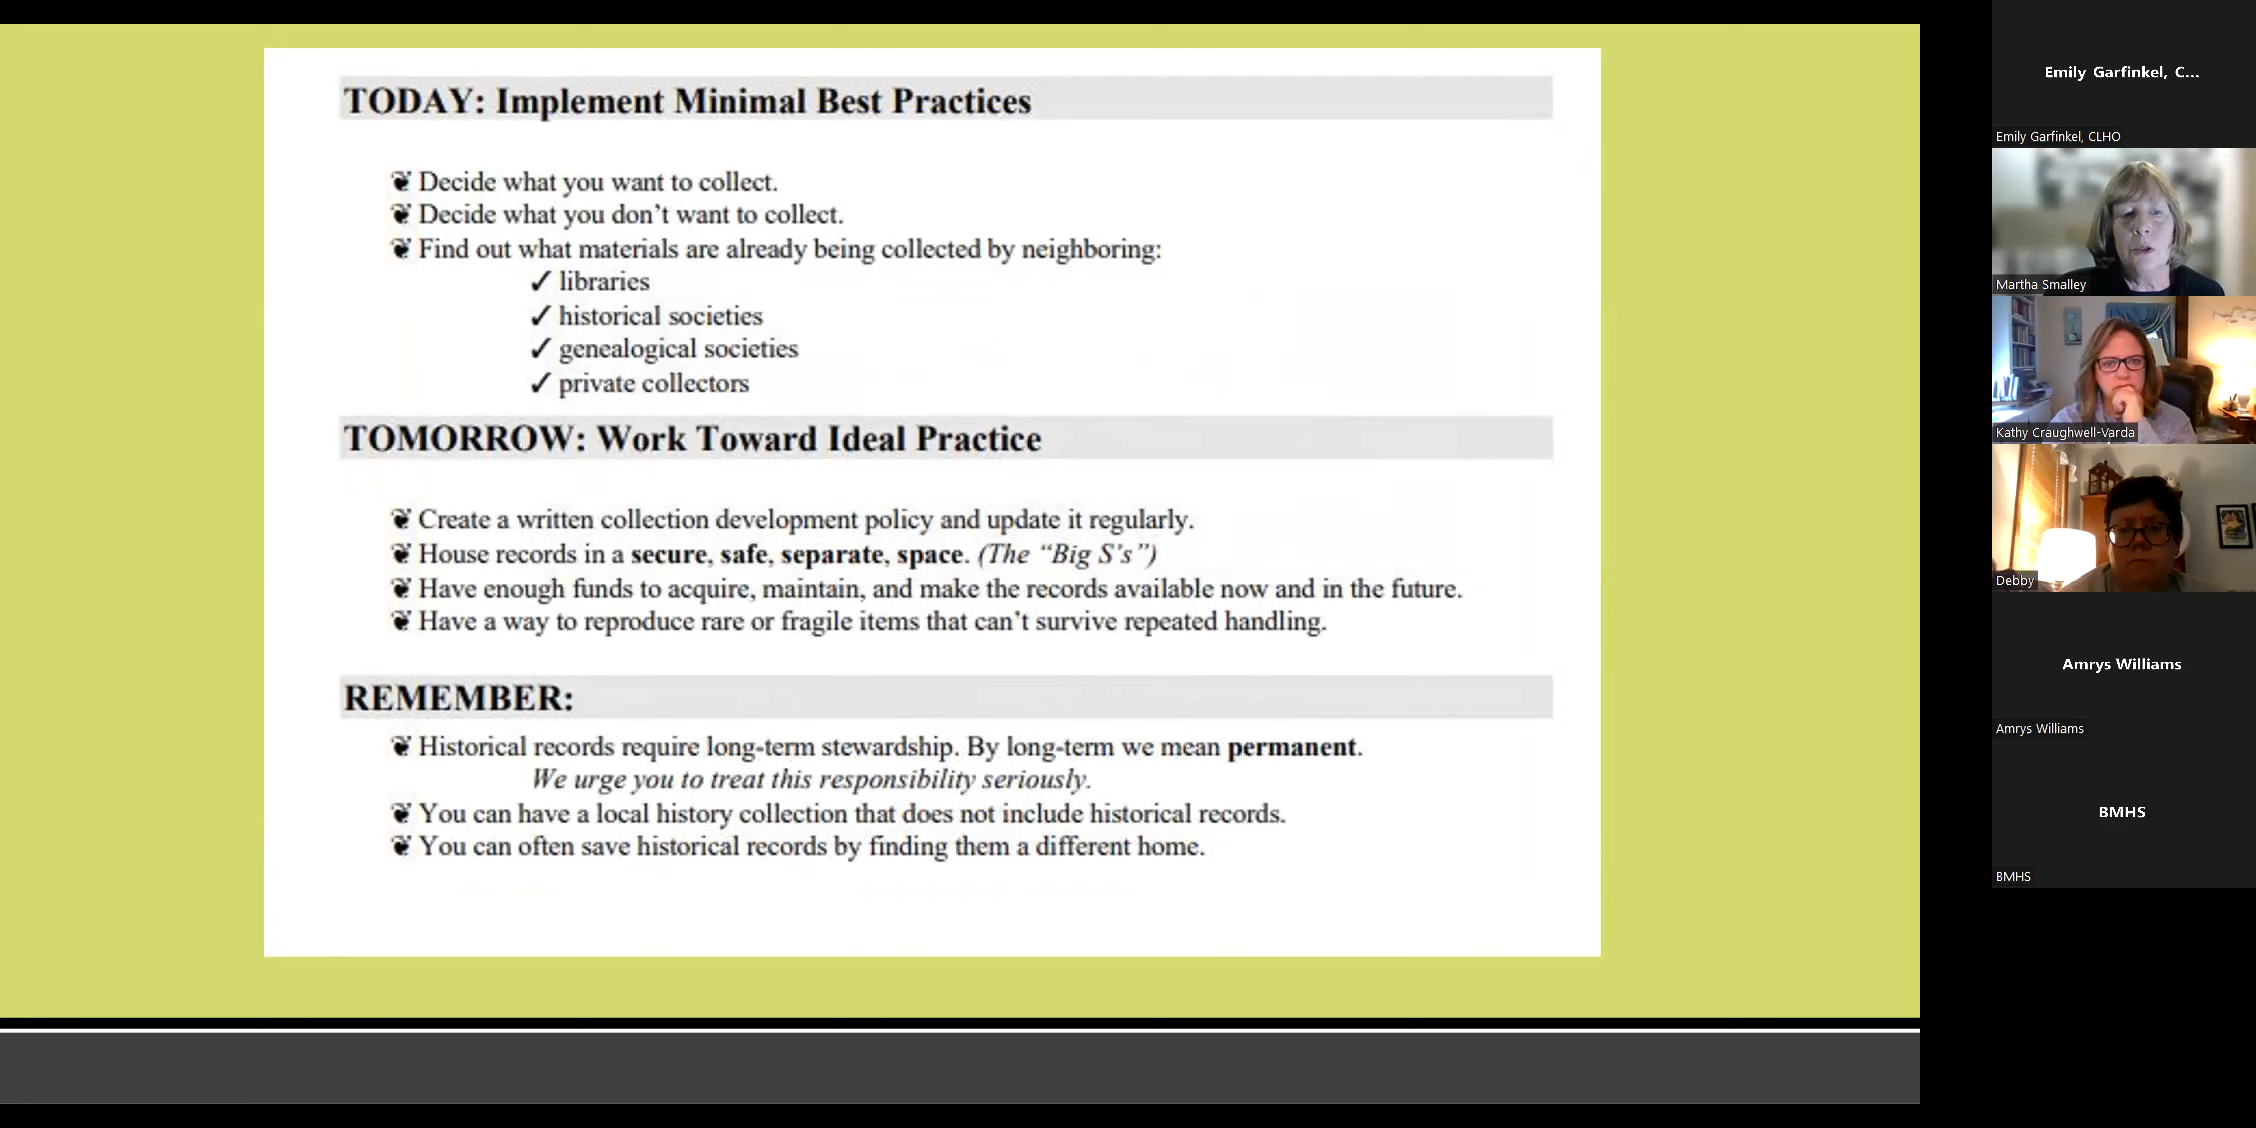 TODAY: Implement Minimal Best Practices
❦ Decide what you want to collect.
❦ Decide what you don't want to collect.
❦ Find out what materials are already being collected by neighboring:
✓ libraries
✓ historical societies
✓ genealogical societies
✓ private collectors
TOMORROW: Work Toward Ideal Practice
❦ Create a written collection development policy and update it regularly.
❦ House records in a secure, safe, separate, space. (The “Big S's”)
❦ Have enough funds to acquire, maintain, and make the records available now and in the future.
❦ Have a way to reproduce rare or fragile items that can't survive repeated handling.
REMEMBER:
❦ Historical records require long-term stewardship. By long-term we mean permanent.
We urge you to treat this responsibility seriously.
❦ You can have a local history collection that does not include historical records.
❦ You can often save historical records by finding them a different home.
Emily Garfinkel, C...
Emily Garfinkel, CLHO
Martha Smalley
Kathy Craughwell-Varda
Debby
Amrys Williams
Amrys Williams
BMHS
BMHS